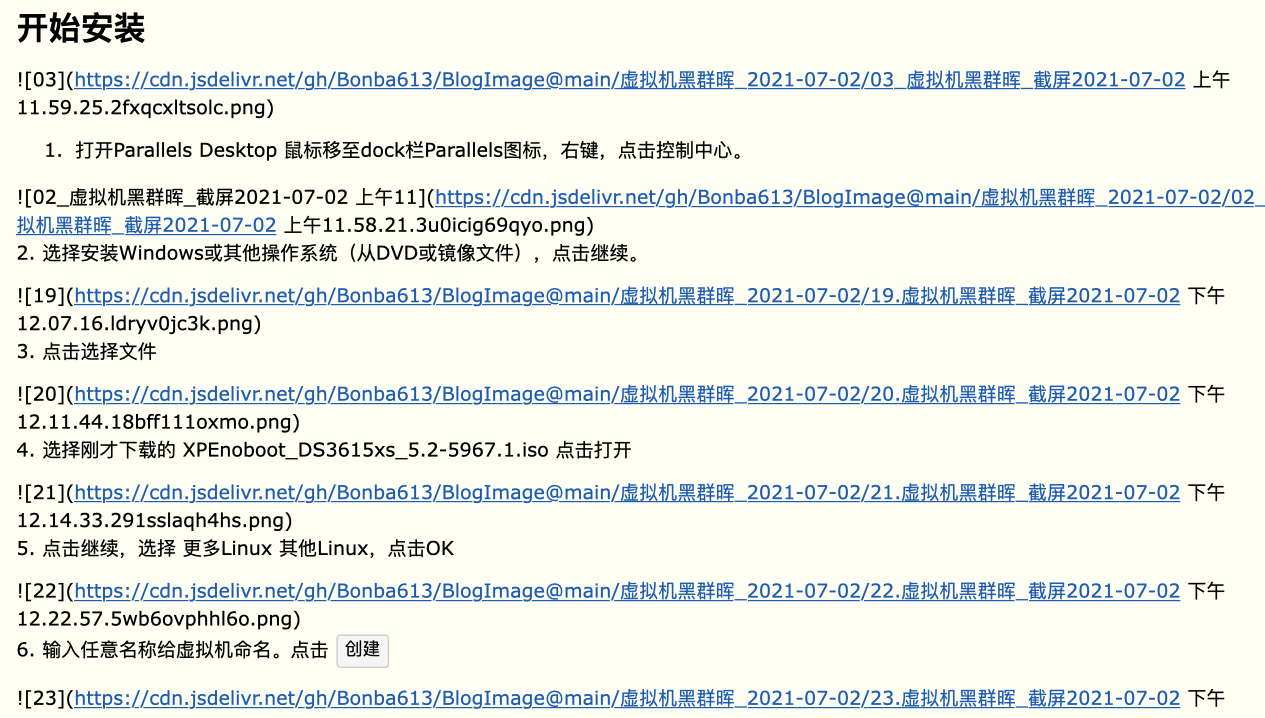 开始安装
![03](https://cdn.jsdelivr.net/gh/Bonba613/BlogImage@main/虚拟机黑群晖_2021-07-02/03_虚拟机黑群晖_截屏2021-07-02 上午
11.59.25.2fxqcxltsolc.png)
1. 打开Parallels Desktop 鼠标移至dock栏Parallels图标，右键，点击控制中心。
![02_虚拟机黑群晖_截屏2021-07-02 上午11](https://cdn.jsdelivr.net/gh/Bonba613/BlogImage@main/虚拟机黑群晖_2021-07-02/02_
拟机黑群晖_截屏2021-07-02 上午11.58.21.3u0icig69qyo.png)
2. 选择安装Windows或其他操作系统（从DVD或镜像文件），点击继续。
![19](https://cdn.jsdelivr.net/gh/Bonba613/BlogImage@main/虚拟机黑群晖_2021-07-02/19.虚拟机黑群晖_截屏2021-07-02 下午
12.07.16.ldryv0jc3k.png)
3. 点击选择文件
![20](https://cdn.jsdelivr.net/gh/Bonba613/BlogImage@main/虚拟机黑群晖_2021-07-02/20.虚拟机黑群晖_截屏2021-07-02 下午
12.11.44.18bff111oxmo.png)
4. 选择刚才下载的 XPEnoboot_DS3615xs_5.2-5967.1.iso 点击打开
![21](https://cdn.jsdelivr.net/gh/Bonba613/BlogImage@main/虚拟机黑群晖_2021-07-02/21.虚拟机黑群晖_截屏2021-07-02 下午
12.14.33.291sslaqh4hs.png)
5. 点击继续，选择 更多Linux 其他Linux，点击OK
![22](https://cdn.jsdelivr.net/gh/Bonba613/BlogImage@main/虚拟机黑群晖_2021-07-02/22.虚拟机黑群晖_截屏2021-07-02 下午
12.22.57.5wb6ovphhl6o.png)
6. 输入任意名称给虚拟机命名。点击 创建
![23](https://cdn.jsdelivr.net/gh/Bonba613/BlogImage@main/虚拟机黑群晖_2021-07-02/23.虚拟机黑群晖_截屏2021-07-02 下午